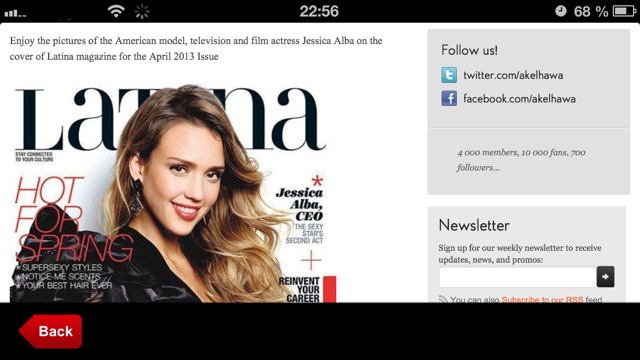 22:56
68 %
Enjoy the pictures of the American model, television and film actress Jessica Alba on the
cover of Latina magazine for the April 2013 Issue
Latina
STAY CONNECTED
TO YOUR CULTURE
HOT
FOR
SPRING
*SUPERSEXY STYLES
*NOTICE-ME SCENTS
*YOUR BEST HAIR EVER
*
Jessica
Alba,
CEO
THE SEXY
STAR'S
SECOND ACT
+
REINVENT
YOUR
CAREER
Follow us!
twitter.com/akelhawa
facebook.com/akelhawa
4 000 members, 10 000 fans, 700
followers...
Newsletter
Sign up for our weekly newsletter to receive
updates, news, and promos:
You can also Subscribe to our RSS feed
Back